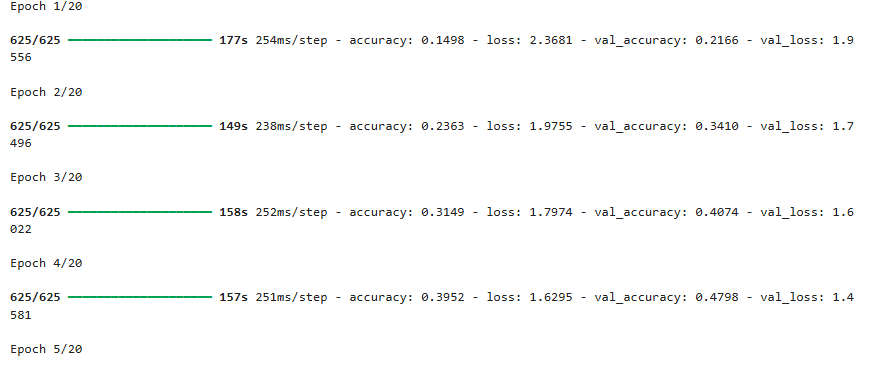 Epoch 1/20
625/625 ━━━━━━━━━━━━━━━━━━━━ 177s 254ms/step - accuracy: 0.1498 - loss: 2.3681 - val_accuracy: 0.2166 - val_loss: 1.9
556
Epoch 2/20
625/625 ━━━━━━━━━━━━━━━━━━━━ 149s 238ms/step - accuracy: 0.2363 - loss: 1.9755 - val_accuracy: 0.3410 - val_loss: 1.7
496
Epoch 3/20
625/625 ━━━━━━━━━━━━━━━━━━━━ 158s 252ms/step - accuracy: 0.3149 - loss: 1.7974 - val_accuracy: 0.4074 - val_loss: 1.6
022
Epoch 4/20
625/625 ━━━━━━━━━━━━━━━━━━━━ 157s 251ms/step - accuracy: 0.3952 - loss: 1.6295 - val_accuracy: 0.4798 - val_loss: 1.4
581
Epoch 5/20